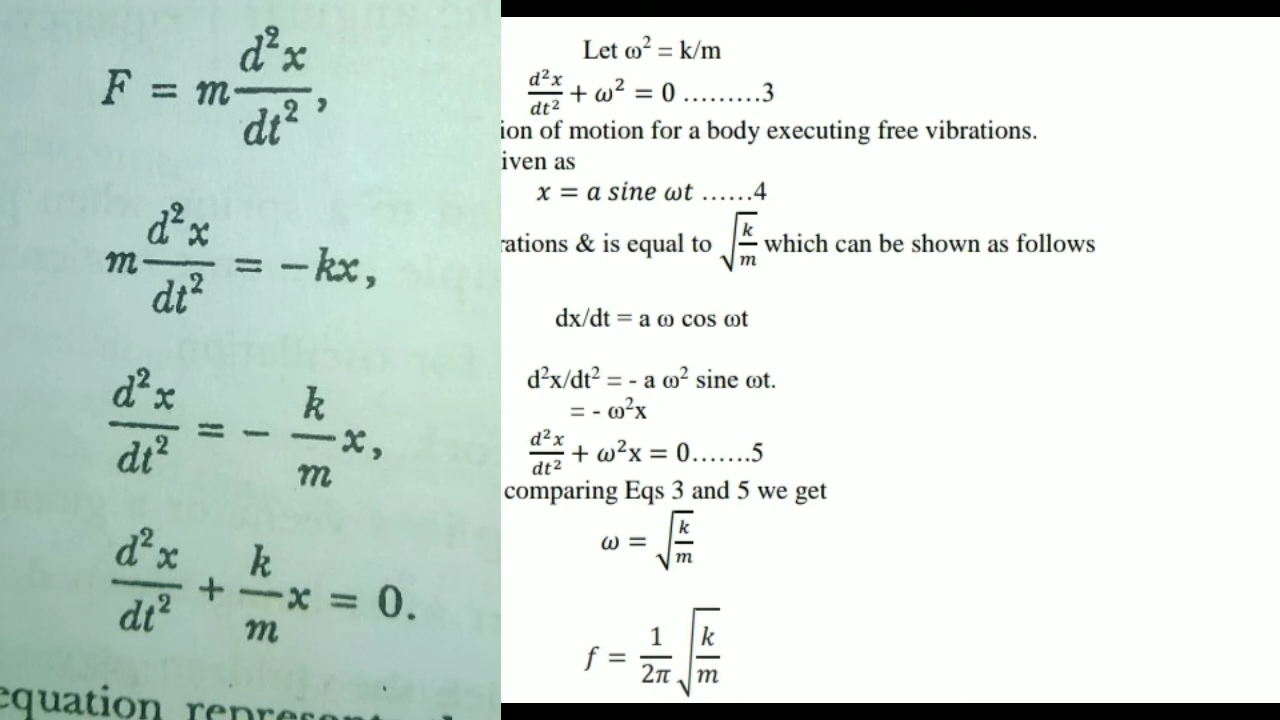 F = m d²x/dt²,
m d²x/dt² = −kx,
d²x/dt² = − k/m x,
d²x/dt² + k/m x = 0.
equation
Let ω² = k/m
d²x/dt² + ω² = 0 .........3
ion of motion for a body executing free vibrations.
iven as
x = a sine ωt ......4
rations & is equal to √(k/m) which can be shown as follows
dx/dt = a ω cos ωt
d²x/dt² = - a ω² sine ωt.
= - ω²x
d²x/dt² + ω²x = 0.......5
comparing Eqs 3 and 5 we get
ω = √(k/m)
f = 1/2π √(k/m)